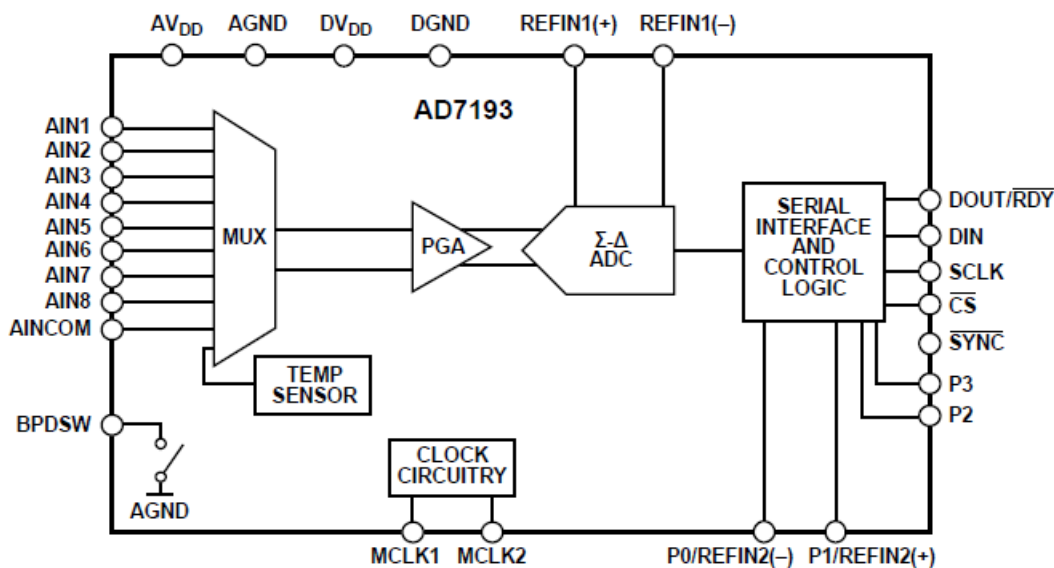 AVDD AGND DVDD DGND REFIN1(+) REFIN1(–)
AD7193
AIN1
AIN2
AIN3
AIN4
AIN5
AIN6
AIN7
AIN8
AINCOM
MUX
PGA
Σ-Δ
ADC
SERIAL
INTERFACE
AND
CONTROL
LOGIC
DOUT/RDY
DIN
SCLK
CS
SYNC
P3
P2
TEMP
SENSOR
BPDSW
AGND
CLOCK
CIRCUITRY
MCLK1 MCLK2 P0/REFIN2(–) P1/REFIN2(+)